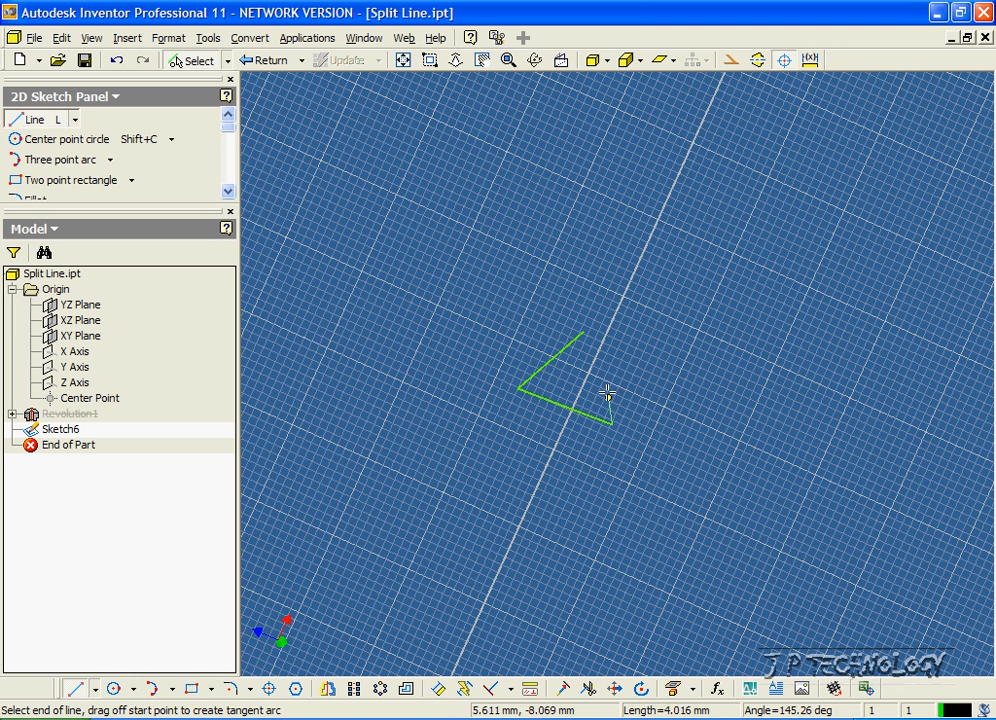 Autodesk Inventor Professional 11 - NETWORK VERSION - [Split Line.ipt]
File Edit View Insert Format Tools Convert Applications Window Web Help
Select Return Update
2D Sketch Panel
Line L
Center point circle Shift+C
Three point arc
Two point rectangle
Fillet
Model
Split Line.ipt
Origin
YZ Plane
XZ Plane
XY Plane
X Axis
Y Axis
Z Axis
Center Point
Revolution1
Sketch6
End of Part
J P TECHNOLOGY
Select end of line, drag off start point to create tangent arc 5.611 mm, -8.069 mm Length=4.016 mm Angle=145.26 deg 1 1